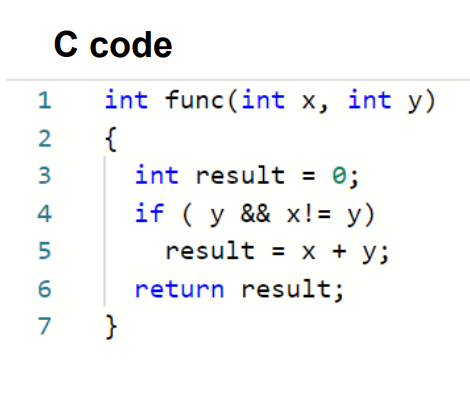 C code
1 int func(int x, int y)
2 {
3 int result = 0;
4 if ( y && x!= y)
5 result = x + y;
6 return result;
7 }